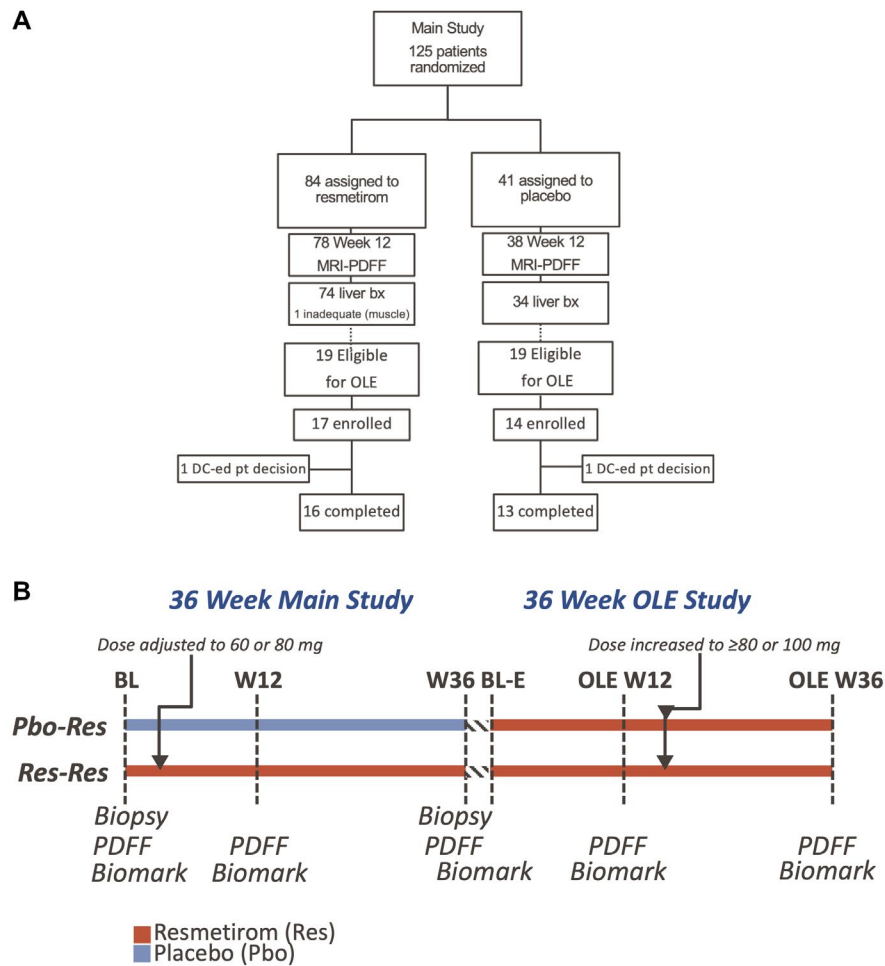 A
Main Study
125 patients
randomized
84 assigned to
resmetirom
41 assigned to
placebo
78 Week 12
MRI-PDFF
38 Week 12
MRI-PDFF
74 liver bx
1 inadequate (muscle)
34 liver bx
19 Eligible
for OLE
19 Eligible
for OLE
17 enrolled
14 enrolled
1 DC-ed pt decision
1 DC-ed pt decision
16 completed
13 completed
B
36 Week Main Study
36 Week OLE Study
Dose adjusted to 60 or 80 mg
Dose increased to ≥80 or 100 mg
BL
W12
W36
BL-E
OLE W12
OLE W36
Pbo-Res
Res-Res
Biopsy
PDFF
Biomark
PDFF
Biomark
Biopsy
PDFF
Biomark
PDFF
Biomark
PDFF
Biomark
Resmetirom (Res)
Placebo (Pbo)